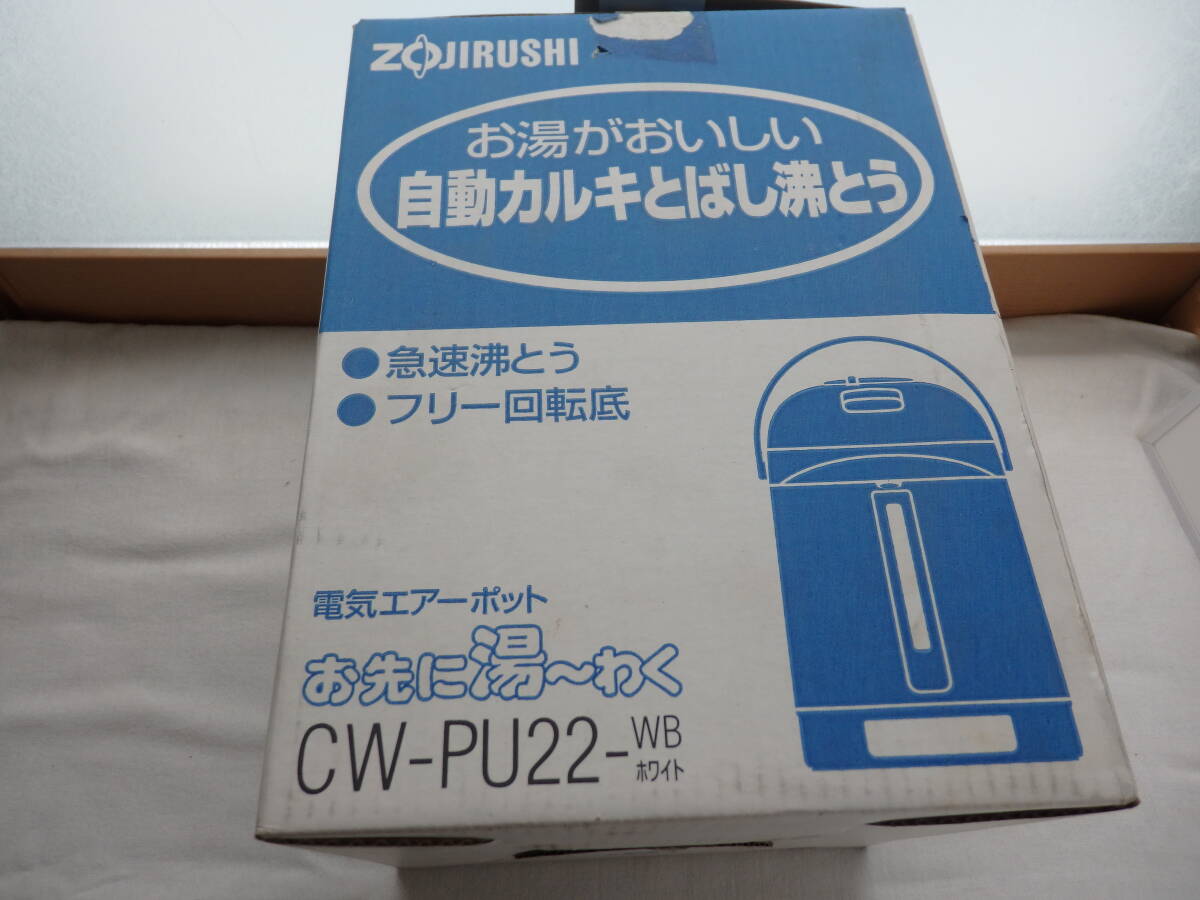 ZOJIRUSHI
お湯がおいしい
自動カルキとばし沸とう
●急速沸とう
●フリー回転底
電気エアーポット
お先に湯〜わく
CW-PU22-WB
ホワイト